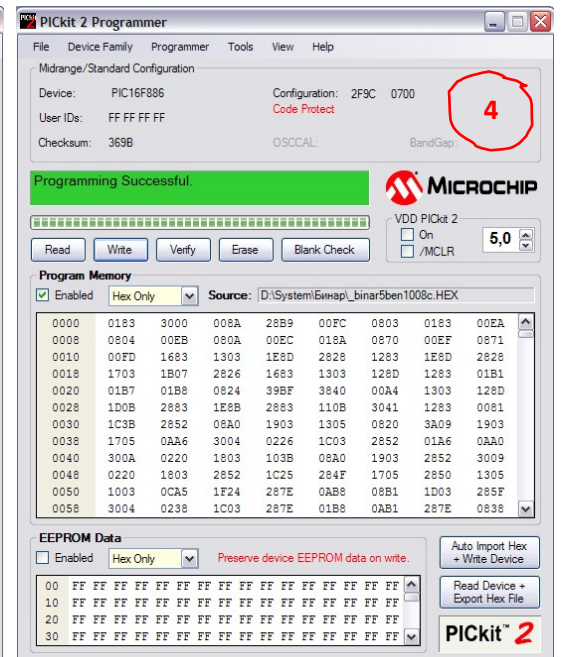 PICkit 2 Programmer
File Device Family Programmer Tools View Help
Midrange/Standard Configuration
Device: PIC16F886 Configuration: 2F9C 0700
User IDs: FF FF FF FF Code Protect
Checksum: 369B OSCCAL: BandGap:
4
Programming Successful.
MICROCHIP
VDD PICkit 2
On
/MCLR
5,0
Read Write Verify Erase Blank Check
Program Memory
Enabled Hex Only Source: D:\System\Бинар\_binar5ben1008c.HEX
0000 0183 3000 008A 28B9 00FC 0803 0183 00EA
0008 0804 00EB 080A 00EC 018A 0870 00EF 0871
0010 00FD 1683 1303 1E8D 2828 1283 1E8D 2828
0018 1703 1B07 2826 1683 1303 128D 1283 01B1
0020 01B7 01B8 0824 39BF 3840 00A4 1303 128D
0028 1D0B 2883 1E8B 2883 110B 3041 1283 0081
0030 1C3B 2852 08A0 1903 1305 0820 3A09 1903
0038 1705 0AA6 3004 0226 1C03 2852 01A6 0AA0
0040 300A 0220 1803 103B 08A0 1903 2852 3009
0048 0220 1803 2852 1C25 284F 1705 2850 1305
0050 1003 0CA5 1F24 287E 0AB8 08B1 1D03 285F
0058 3004 0238 1C03 287E 01B8 0AB1 287E 0838
EEPROM Data
Enabled Hex Only Preserve device EEPROM data on write.
00 FF FF FF FF FF FF FF FF FF FF FF FF FF FF FF FF
10 FF FF FF FF FF FF FF FF FF FF FF FF FF FF FF FF
20 FF FF FF FF FF FF FF FF FF FF FF FF FF FF FF FF
30 FF FF FF FF FF FF FF FF FF FF FF FF FF FF FF FF
Auto Import Hex
+ Write Device
Read Device +
Export Hex File
PICkit™ 2